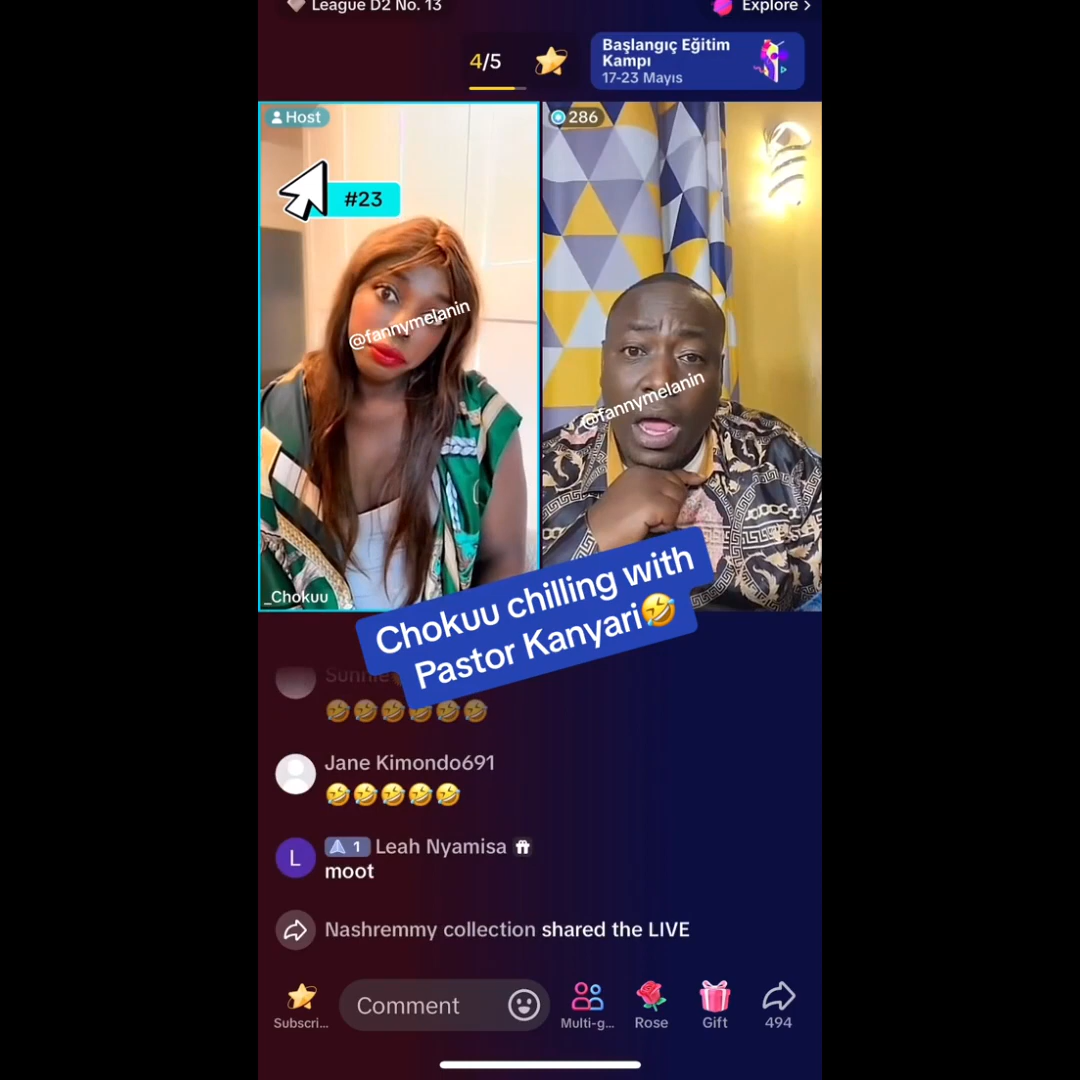 League D2 No. 13
Explore >
4/5
Başlangıç Eğitim
Kampı
17-23 Mayıs
Host
286
#23
@fannymelanin
@fannymelanin
_Chokuu
Chokuu chilling with
Pastor Kanyari🤣
Sunnie
🤣🤣🤣🤣🤣🤣
Jane Kimondo691
🤣🤣🤣🤣🤣
L
1 Leah Nyamisa
moot
Nashremmy collection shared the LIVE
Comment
Subscri...
Multi-g...
Rose
Gift
494